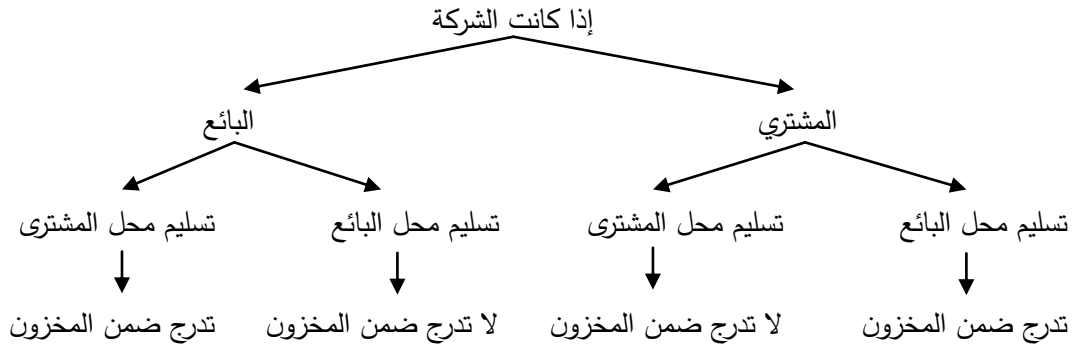 إذا كانت الشركة
المشتري
البائع
تسليم محل البائع
تسليم محل المشترى
تسليم محل البائع
تسليم محل المشترى
تدرج ضمن المخزون
لا تدرج ضمن المخزون
لا تدرج ضمن المخزون
تدرج ضمن المخزون